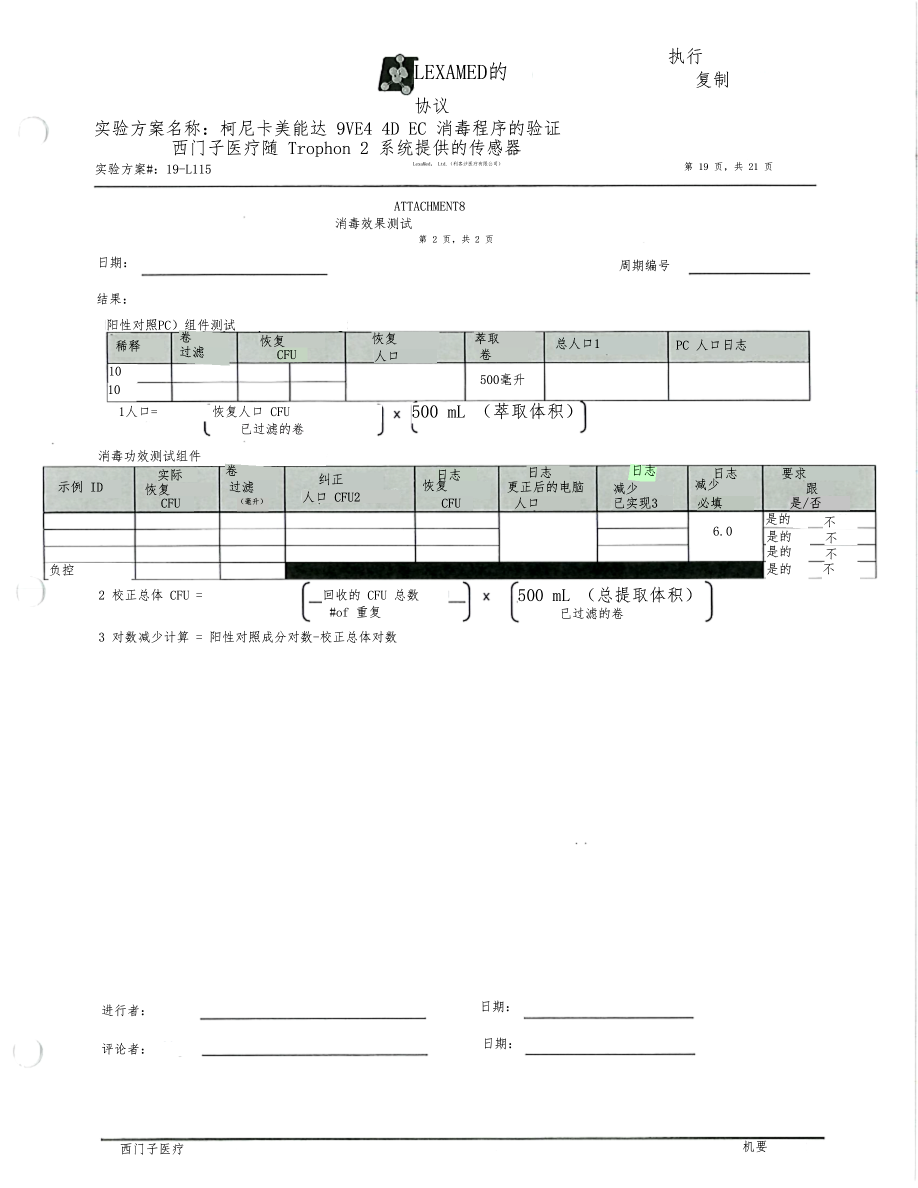 LEXAMED的
协议
执行
复制
实验方案名称：柯尼卡美能达 9VE4 4D EC 消毒程序的验证
西门子医疗随 Trophon 2 系统提供的传感器
实验方案#：19-L115
第 19 页，共 21 页
ATTACHMENT8
消毒效果测试
第 2 页，共 2 页
日期：
周期编号
结果：
阳性对照PC）组件测试
稀释 卷 过滤 恢复 CFU 恢复 人口 萃取 卷 总人口1 PC 人口日志
10
10
500毫升
1人口= 恢复人口 CFU x 500 mL （萃取体积）
已过滤的卷
消毒功效测试组件
示例 ID 实际 恢复 CFU 卷 过滤 （毫升） 纠正 人口 CFU2 日志 恢复 CFU 日志 更正后的电脑 人口 日志 减少 已实现3 日志 减少 必填 要求 跟 是/否
6.0
是的 不
是的 不
是的 不
负控 是的 不
2 校正总体 CFU = 回收的 CFU 总数 x 500 mL （总提取体积）
#of 重复 已过滤的卷
3 对数减少计算 = 阳性对照成分对数-校正总体对数
进行者： 日期：
评论者： 日期：
西门子医疗 机要